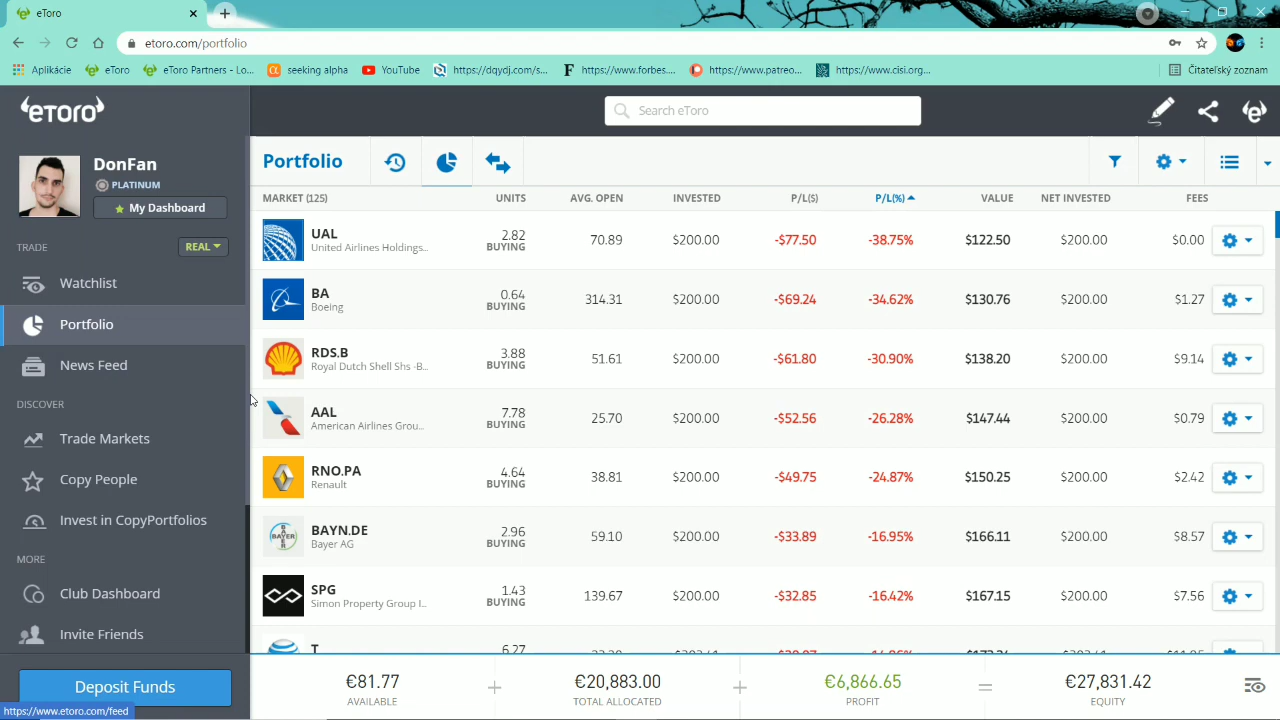 eToro
etoro.com/portfolio
Aplikácie
eToro
eToro Partners - Lo...
seeking alpha
YouTube
https://dqydj.com/s...
https://www.forbes....
https://www.patreo...
https://www.cisi.org...
Čitateľský zoznam
eToro
Search eToro
DonFan
PLATINUM
My Dashboard
TRADE
REAL
Watchlist
Portfolio
News Feed
DISCOVER
Trade Markets
Copy People
Invest in CopyPortfolios
MORE
Club Dashboard
Invite Friends
Deposit Funds
https://www.etoro.com/feed
Portfolio
MARKET (125) UNITS AVG. OPEN INVESTED P/L($) P/L(%) VALUE NET INVESTED FEES
UAL 2.82 70.89 $200.00 -$77.50 -38.75% $122.50 $200.00 $0.00
United Airlines Holdings... BUYING
BA 0.64 314.31 $200.00 -$69.24 -34.62% $130.76 $200.00 $1.27
Boeing BUYING
RDS.B 3.88 51.61 $200.00 -$61.80 -30.90% $138.20 $200.00 $9.14
Royal Dutch Shell Shs -B... BUYING
AAL 7.78 25.70 $200.00 -$52.56 -26.28% $147.44 $200.00 $0.79
American Airlines Grou... BUYING
RNO.PA 4.64 38.81 $200.00 -$49.75 -24.87% $150.25 $200.00 $2.42
Renault BUYING
BAYN.DE 2.96 59.10 $200.00 -$33.89 -16.95% $166.11 $200.00 $8.57
Bayer AG BUYING
SPG 1.43 139.67 $200.00 -$32.85 -16.42% $167.15 $200.00 $7.56
Simon Property Group I... BUYING
T 6.27
€81.77 + €20,883.00 + €6,866.65 = €27,831.42
AVAILABLE TOTAL ALLOCATED PROFIT EQUITY